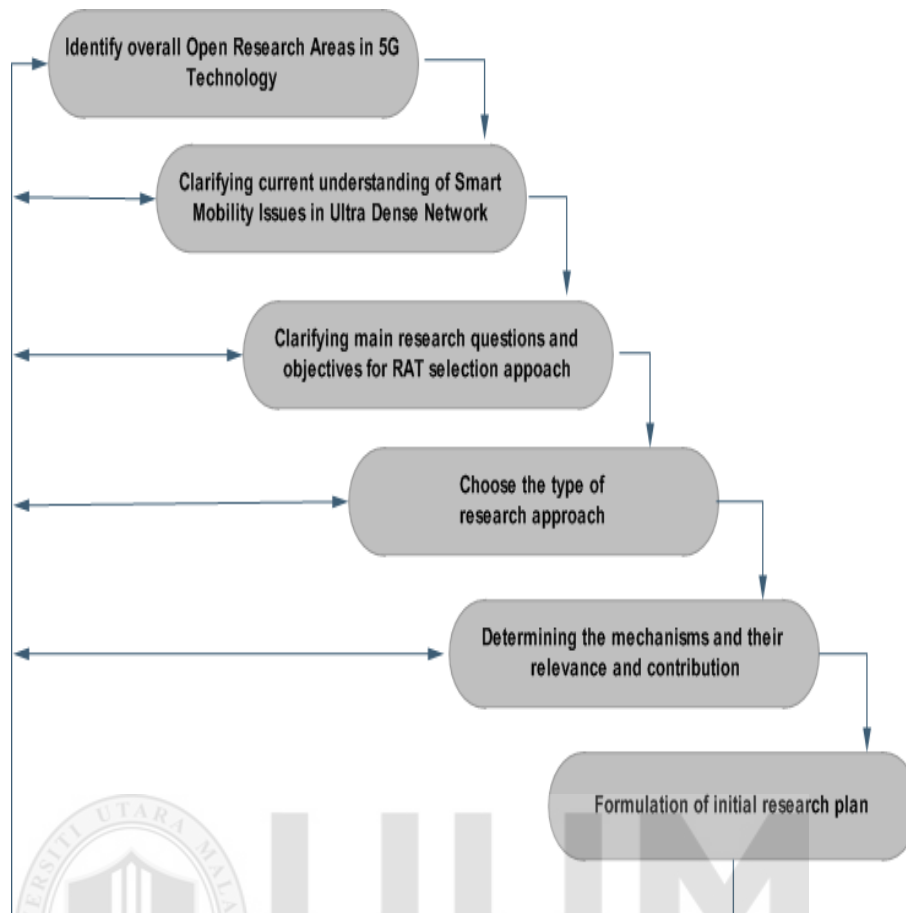 Identify overall Open Research Areas in 5G
Technology
Clarifying current understanding of Smart
Mobility Issues in Ultra Dense Network
Clarifying main research questions and
objectives for RAT selection appoach
Choose the type of
research approach
Determining the mechanisms and their
relevance and contribution
Formulation of initial research plan
UTARA
UUM